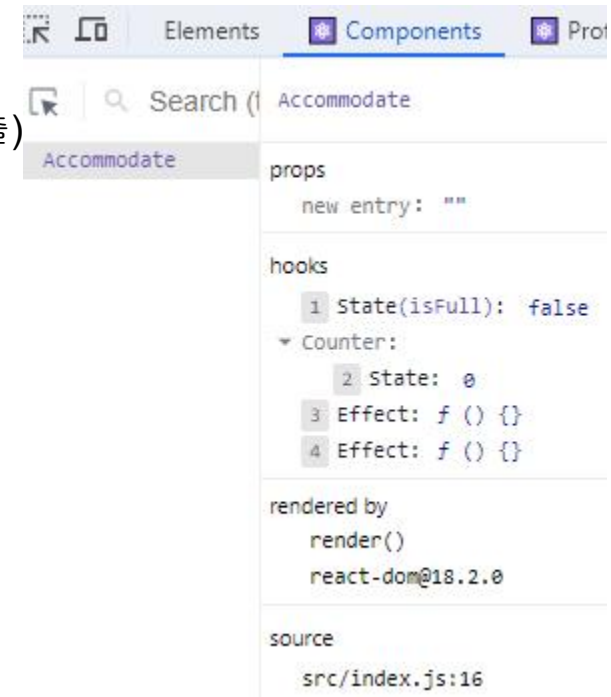 Elements Components
Search
Accommodate
출)
Accommodate
props
new entry: ""
hooks
1 State(isFull): false
Counter:
2 State: 0
3 Effect: ƒ () {}
4 Effect: ƒ () {}
rendered by
render()
react-dom@18.2.0
source
src/index.js:16